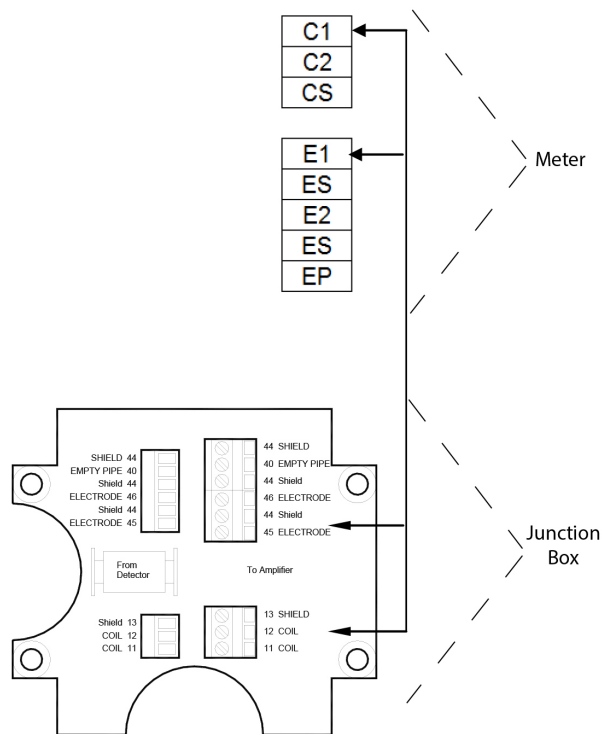 C1
C2
CS
E1
ES
E2
ES
EP
Meter
SHIELD 44
EMPTY PIPE 40
Shield 44
ELECTRODE 46
Shield 44
ELECTRODE 45
44 SHIELD
40 EMPTY PIPE
44 Shield
46 ELECTRODE
44 Shield
45 ELECTRODE
From
Detector
To Amplifier
Shield 13
COIL 12
COIL 11
13 SHIELD
12 COIL
11 COIL
Junction
Box